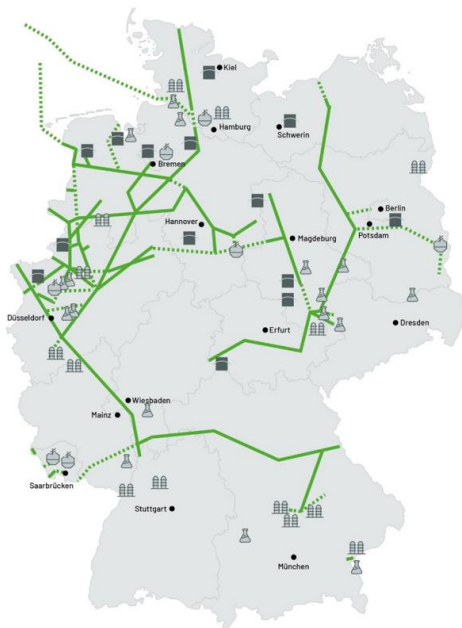 Kiel
Hamburg
Schwerin
Bremen
Berlin
Hannover
Potsdam
Magdeburg
Düsseldorf
Erfurt
Dresden
Wiesbaden
Mainz
Saarbrücken
Stuttgart
München